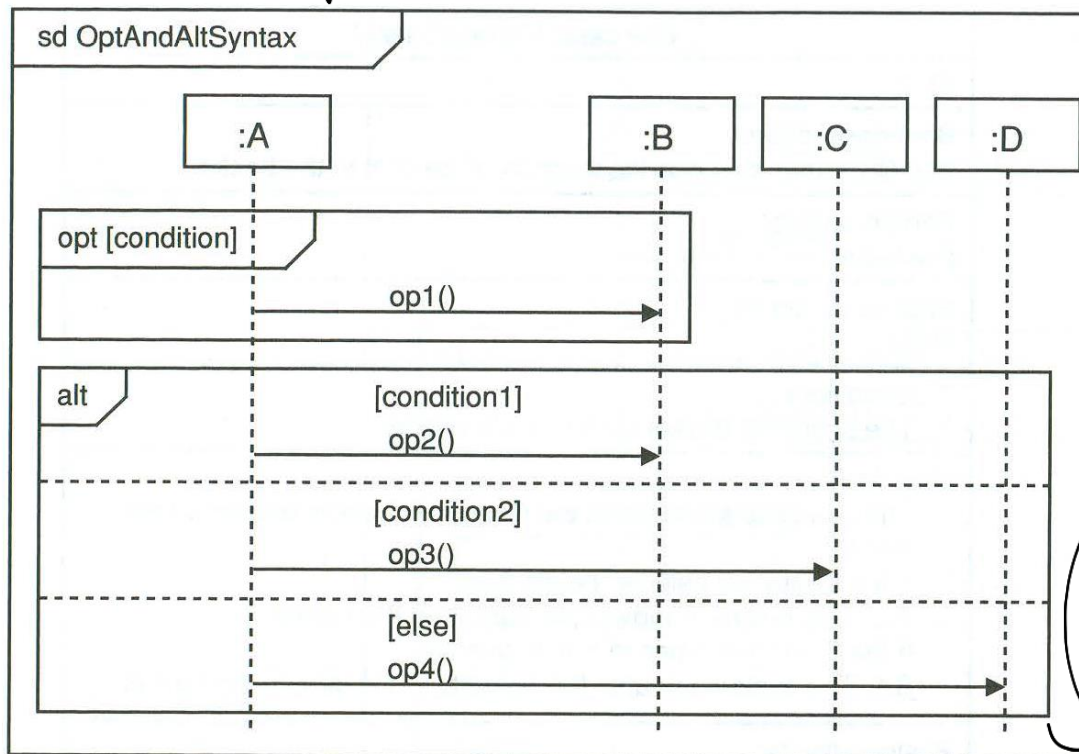 sd OptAndAltSyntax
:A :B :C :D
opt [condition]
op1()
alt
[condition1]
op2()
[condition2]
op3()
[else]
op4()